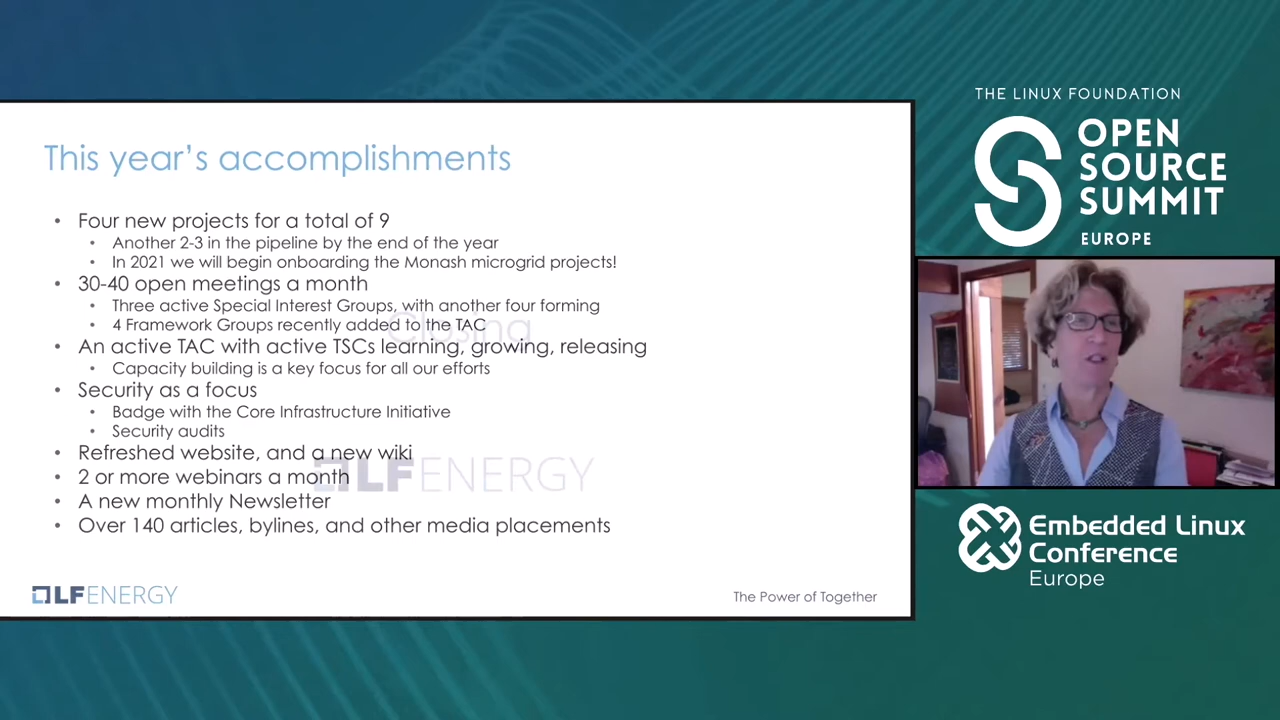 THE LINUX FOUNDATION
OPEN
SOURCE
SUMMIT
EUROPE
This year's accomplishments
• Four new projects for a total of 9
• Another 2-3 in the pipeline by the end of the year
• In 2021 we will begin onboarding the Monash microgrid projects!
• 30-40 open meetings a month
• Three active Special Interest Groups, with another four forming
• 4 Framework Groups recently added to the TAC
Closing
• An active TAC with active TSCs learning, growing, releasing
• Capacity building is a key focus for all our efforts
• Security as a focus
• Badge with the Core Infrastructure Initiative
• Security audits
• Refreshed website, and a new wiki
• 2 or more webinars a month
LFENERGY
• A new monthly Newsletter
• Over 140 articles, bylines, and other media placements
LFENERGY
The Power of Together
Embedded Linux
Conference
Europe